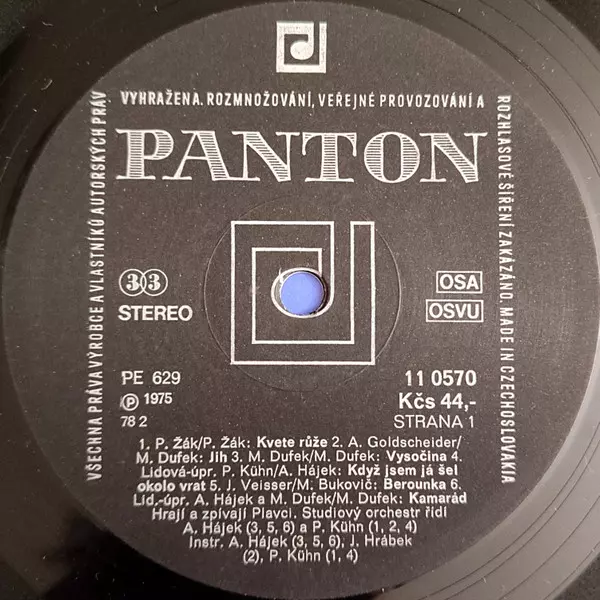 VŠECHNA PRÁVA VÝROBCE A VLASTNÍKŮ AUTORSKÝCH PRÁV
VYHRAŽENA. ROZMNOŽOVÁNÍ, VEŘEJNÉ PROVOZOVÁNÍ A
ROZHLASOVÉ ŠÍŘENÍ ZAKÁZÁNO. MADE IN CZECHOSLOVAKIA
PANTON
33
STEREO
OSA
OSVU
PE 629
℗ 1975
78 2
11 0570
Kčs 44,-
STRANA 1
1. P. Žák/P. Žák: Kvete růže 2. A. Goldscheider/
M. Dufek: Jih 3. M. Dufek/M. Dufek: Vysočina 4.
Lidová-úpr. P. Kühn/A. Hájek: Když jsem já šel
okolo vrat 5. J. Veisser/M. Bukovič: Berounka 6.
Lid.-úpr. A. Hájek a M. Dufek/M. Dufek: Kamarád
Hrají a zpívají Plavci. Studiový orchestr řídí
A. Hájek (3, 5, 6) a P. Kühn (1, 2, 4)
Instr. A. Hájek (3, 5, 6), J. Hrábek
(2), P. Kühn (1, 4)